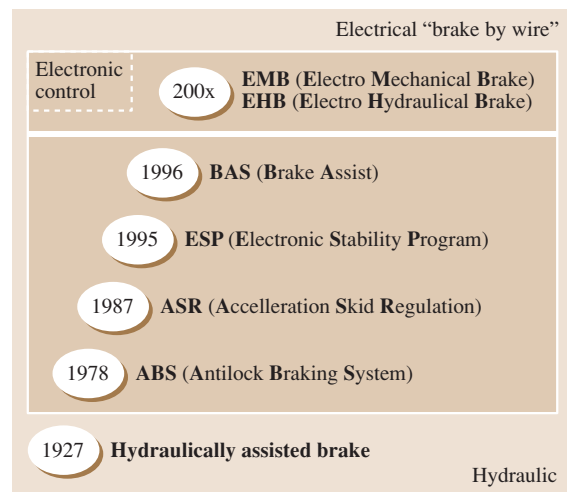 Electrical “brake by wire”
Electronic
control
200x
EMB (Electro Mechanical Brake)
EHB (Electro Hydraulical Brake)
1996 BAS (Brake Assist)
1995 ESP (Electronic Stability Program)
1987 ASR (Accelleration Skid Regulation)
1978 ABS (Antilock Braking System)
1927 Hydraulically assisted brake
Hydraulic